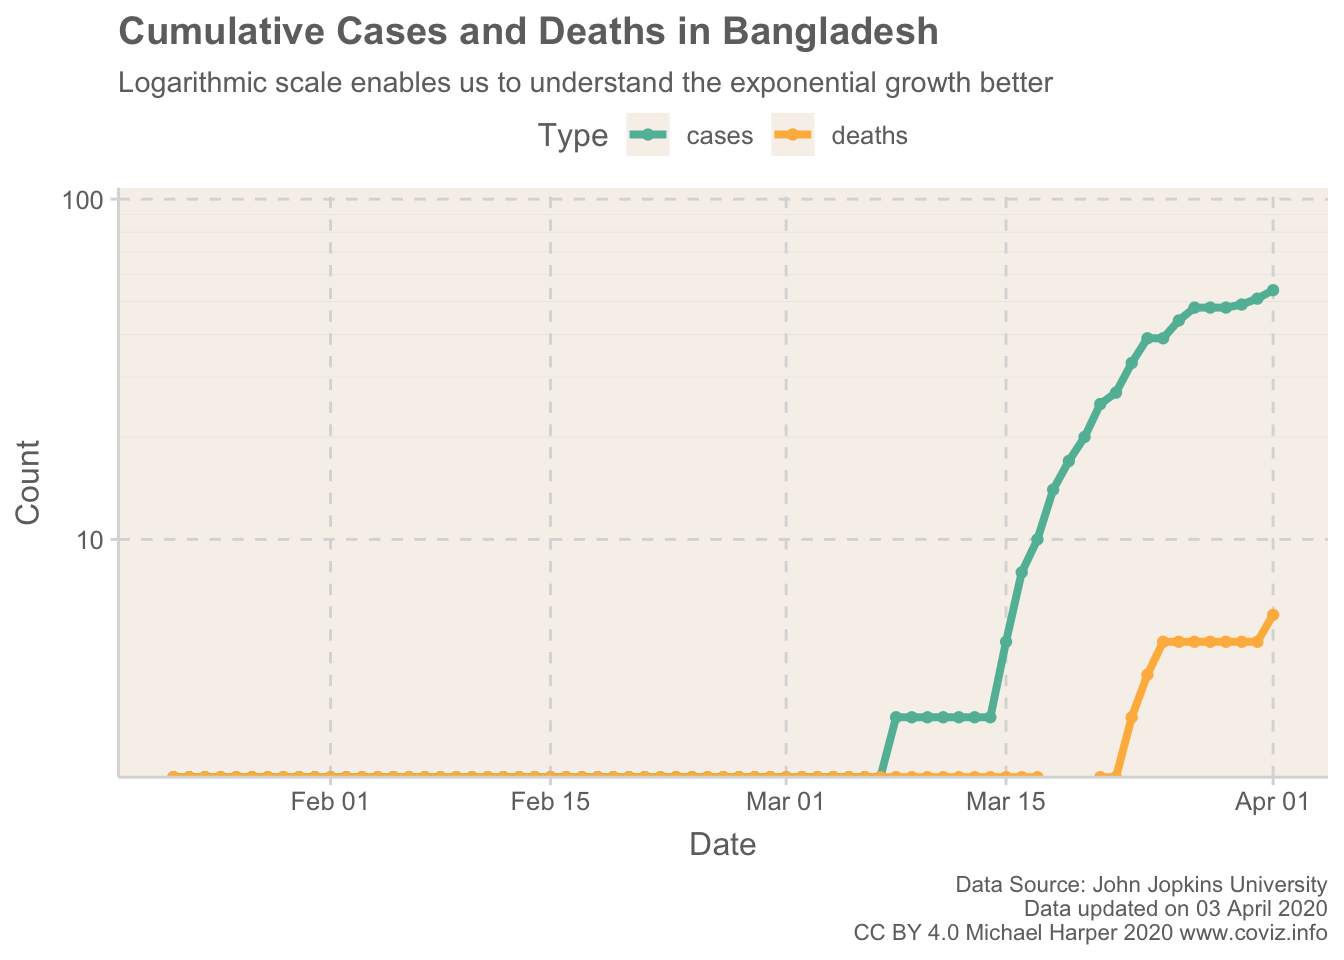 Cumulative Cases and Deaths in Bangladesh
Logarithmic scale enables us to understand the exponential growth better
Type cases deaths
100
10
Count
Feb 01 Feb 15 Mar 01 Mar 15 Apr 01
Date
Data Source: John Jopkins University
Data updated on 03 April 2020
CC BY 4.0 Michael Harper 2020 www.coviz.info